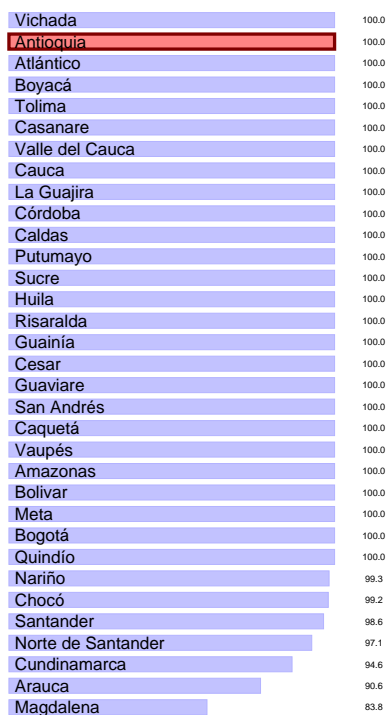 Vichada 100.0
Antioquia 100.0
Atlántico 100.0
Boyacá 100.0
Tolima 100.0
Casanare 100.0
Valle del Cauca 100.0
Cauca 100.0
La Guajira 100.0
Córdoba 100.0
Caldas 100.0
Putumayo 100.0
Sucre 100.0
Huila 100.0
Risaralda 100.0
Guainía 100.0
Cesar 100.0
Guaviare 100.0
San Andrés 100.0
Caquetá 100.0
Vaupés 100.0
Amazonas 100.0
Bolivar 100.0
Meta 100.0
Bogotá 100.0
Quindío 100.0
Nariño 99.3
Chocó 99.2
Santander 98.6
Norte de Santander 97.1
Cundinamarca 94.6
Arauca 90.6
Magdalena 83.8